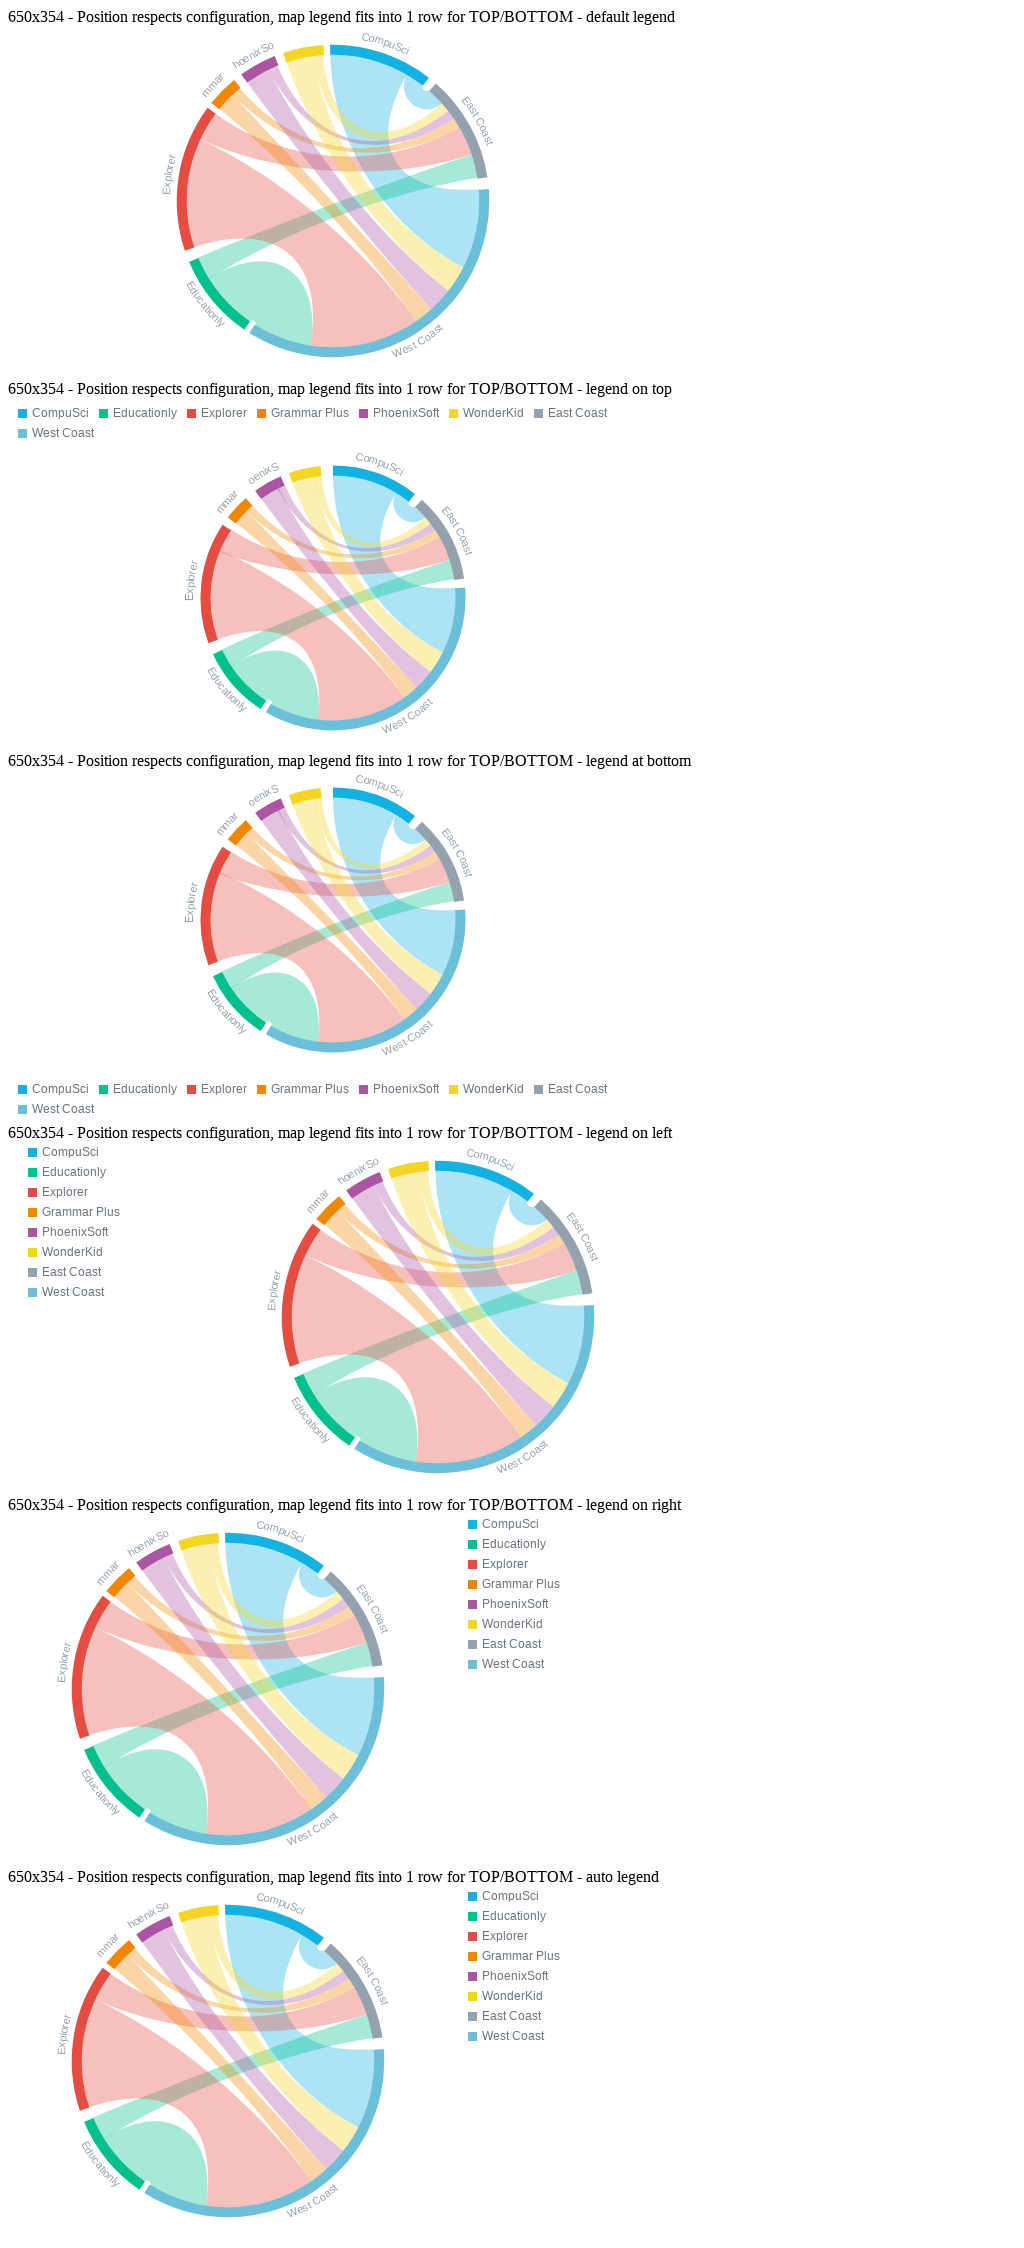 650x354 - Position respects configuration, map legend fits into 1 row for TOP/BOTTOM - default legend
CompuSci
East Coast
West Coast
Educationly
Explorer
mmar
hoenixSo
650x354 - Position respects configuration, map legend fits into 1 row for TOP/BOTTOM - legend on top
CompuSci Educationly Explorer Grammar Plus PhoenixSoft WonderKid East Coast
West Coast
CompuSci
East Coast
West Coast
Educationly
Explorer
mmar
oenixS
650x354 - Position respects configuration, map legend fits into 1 row for TOP/BOTTOM - legend at bottom
CompuSci
East Coast
West Coast
Educationly
Explorer
mmar
oenixS
CompuSci Educationly Explorer Grammar Plus PhoenixSoft WonderKid East Coast
West Coast
650x354 - Position respects configuration, map legend fits into 1 row for TOP/BOTTOM - legend on left
CompuSci
Educationly
Explorer
Grammar Plus
PhoenixSoft
WonderKid
East Coast
West Coast
CompuSci
East Coast
West Coast
Educationly
Explorer
mmar
hoenixSo
650x354 - Position respects configuration, map legend fits into 1 row for TOP/BOTTOM - legend on right
CompuSci
East Coast
West Coast
Educationly
Explorer
mmar
hoenixSo
CompuSci
Educationly
Explorer
Grammar Plus
PhoenixSoft
WonderKid
East Coast
West Coast
650x354 - Position respects configuration, map legend fits into 1 row for TOP/BOTTOM - auto legend
CompuSci
East Coast
West Coast
Educationly
Explorer
mmar
hoenixSo
CompuSci
Educationly
Explorer
Grammar Plus
PhoenixSoft
WonderKid
East Coast
West Coast